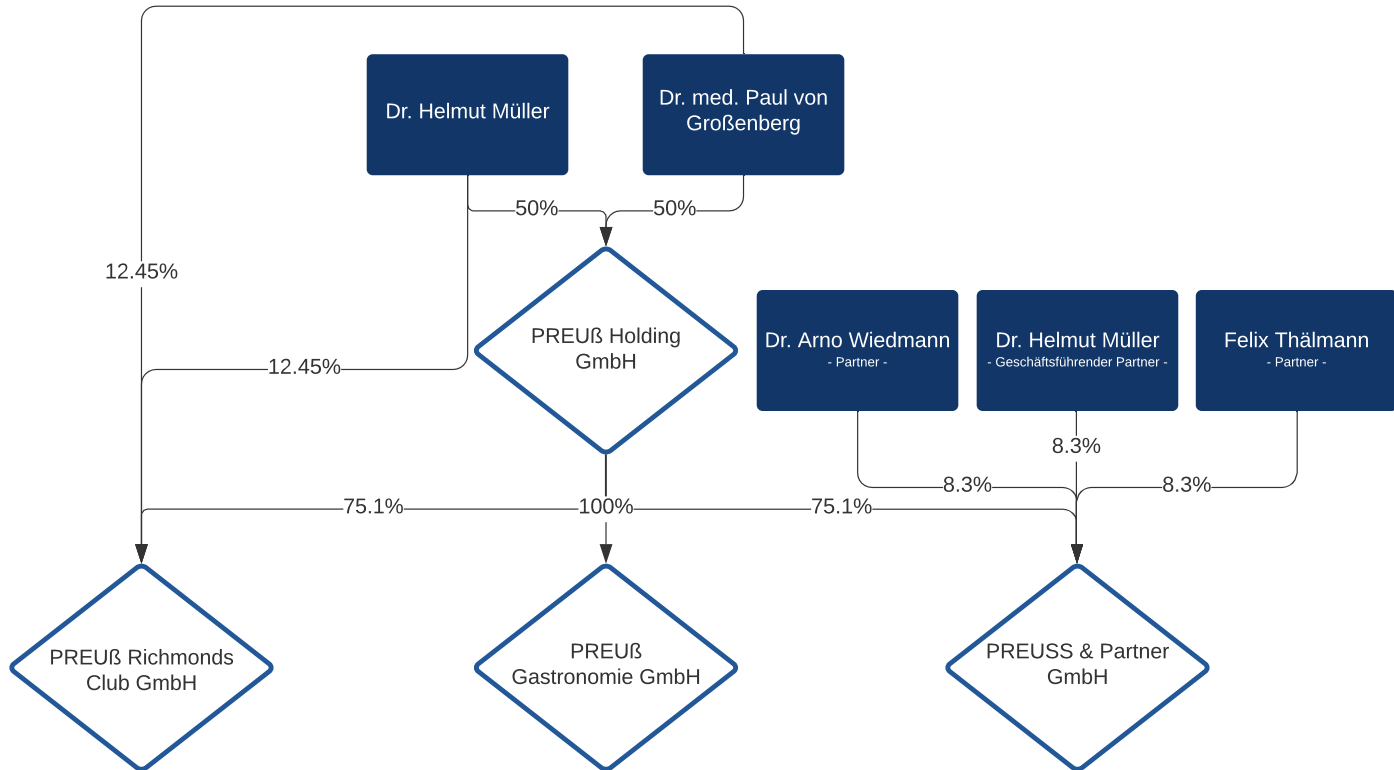 Dr. Helmut Müller
Dr. med. Paul von
Großenberg
50%
50%
12.45%
PREUß Holding
GmbH
12.45%
Dr. Arno Wiedmann
- Partner -
Dr. Helmut Müller
- Geschäftsführender Partner -
Felix Thälmann
- Partner -
8.3%
8.3%
8.3%
75.1%
100%
75.1%
PREUß Richmonds
Club GmbH
PREUß
Gastronomie GmbH
PREUSS & Partner
GmbH